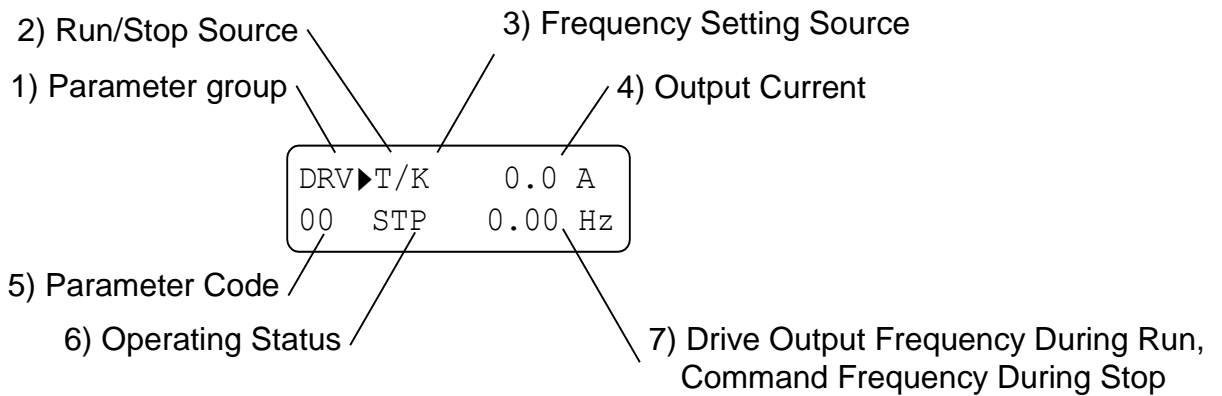 2) Run/Stop Source
3) Frequency Setting Source
1) Parameter group
4) Output Current
DRV▶T/K 0.0 A
00 STP 0.00 Hz
5) Parameter Code
6) Operating Status
7) Drive Output Frequency During Run,
Command Frequency During Stop